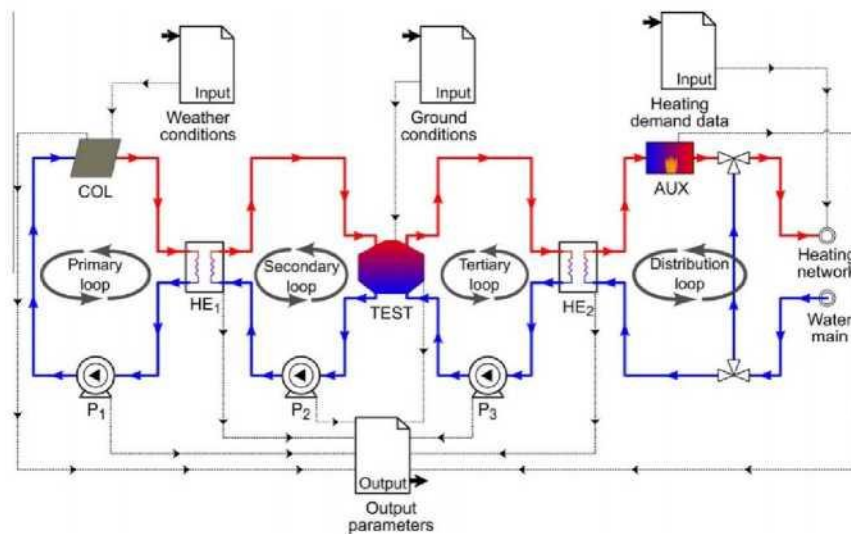 Input
Weather
conditions
Input
Ground
conditions
Input
Heating
demand data
COL
AUX
Primary
loop
HE1
Secondary
loop
TEST
Tertiary
loop
HE2
Distribution
loop
Heating
network
Water
main
P1
P2
P3
Output
Output
parameters